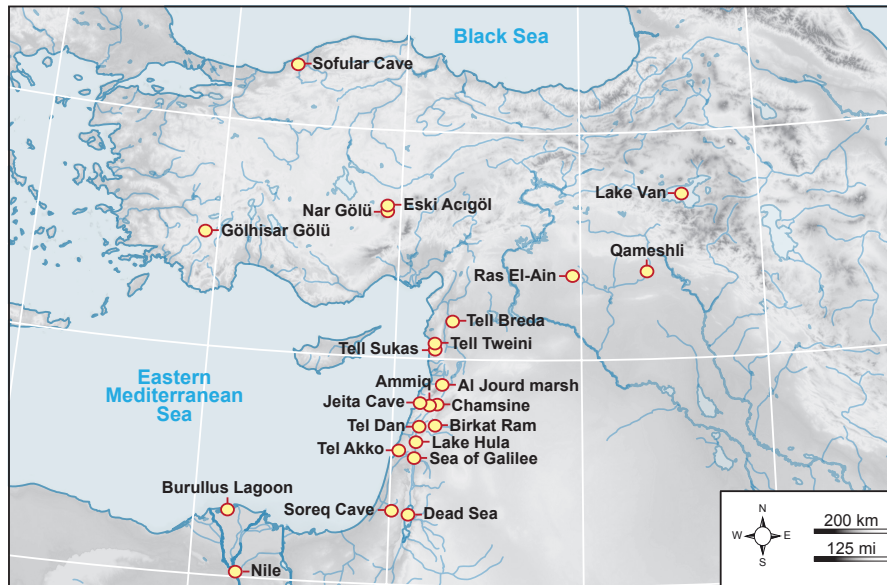 Black Sea
Sofular Cave
Lake Van
Eski Acıgöl
Nar Gölü
Gölhisar Gölü
Qameshli
Ras El-Ain
Tell Breda
Tell Tweini
Tell Sukas
Eastern
Mediterranean
Sea
Ammiq
Al Jourd marsh
Jeita Cave
Chamsine
Tel Dan
Birkat Ram
Lake Hula
Tel Akko
Sea of Galilee
Burullus Lagoon
Soreq Cave
Dead Sea
Nile
N
W
E
S
200 km
125 mi